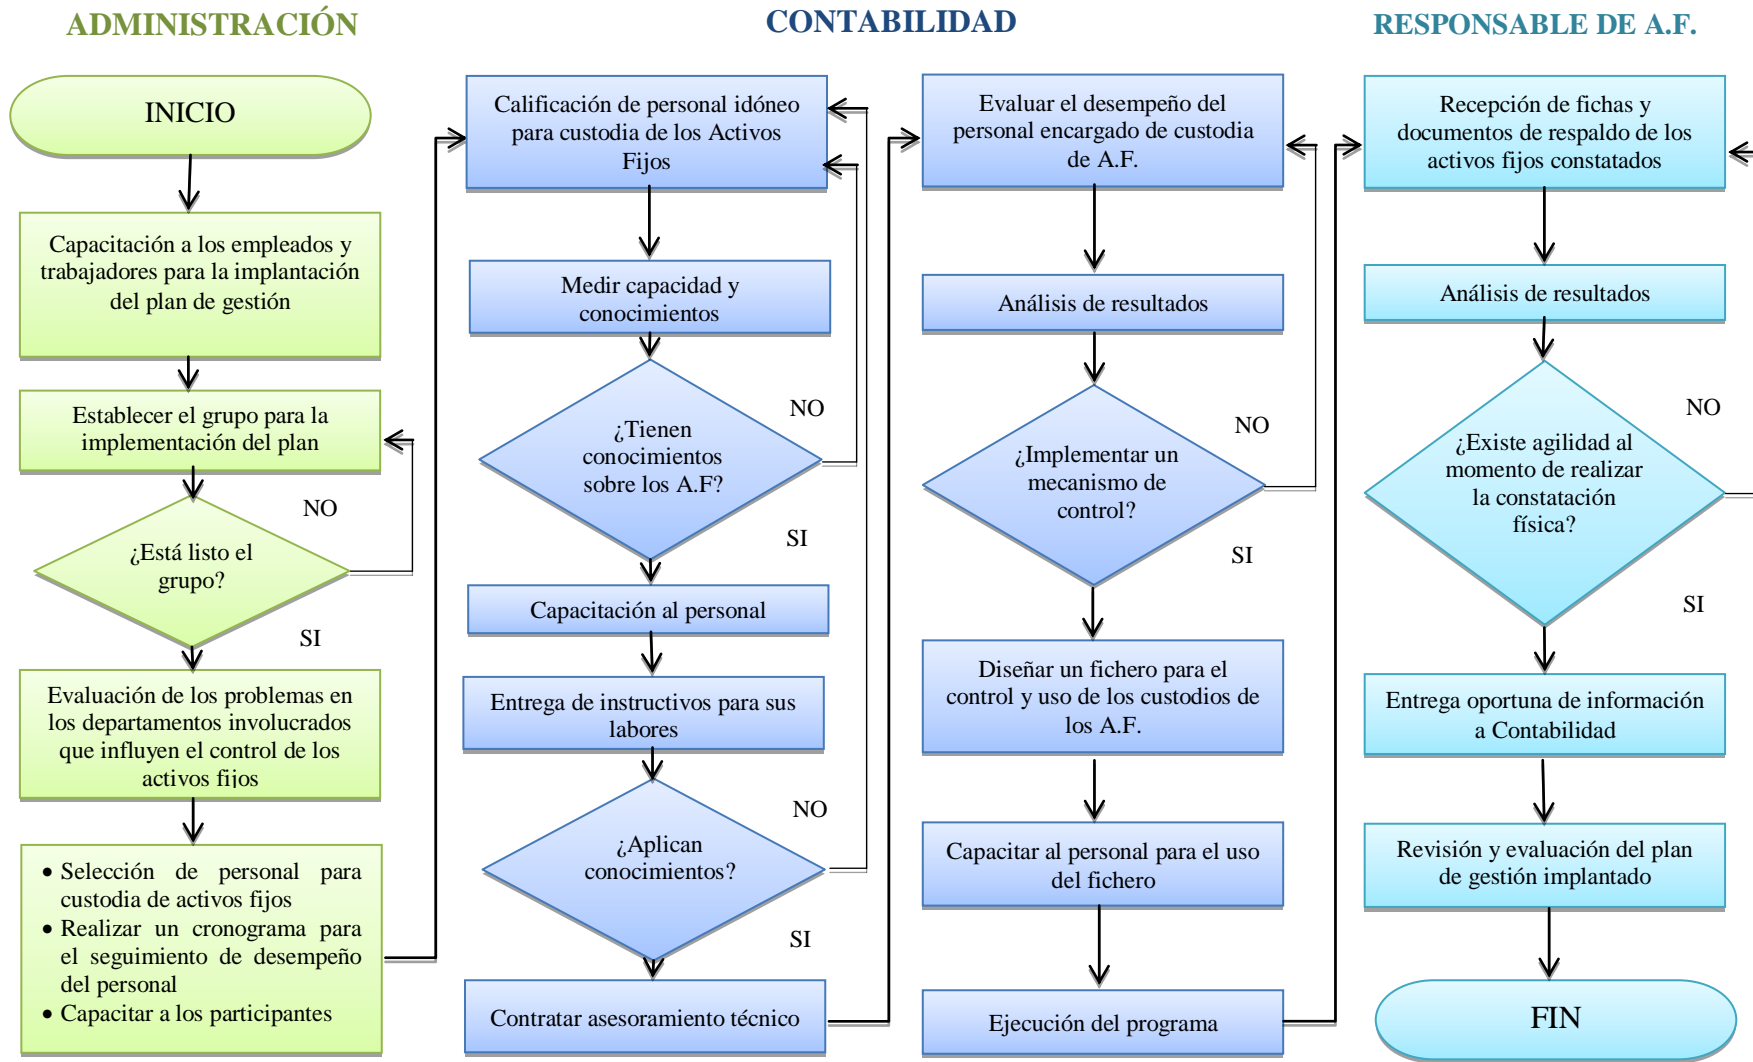 ADMINISTRACIÓN
INICIO
Capacitación a los empleados y
trabajadores para la implantación
del plan de gestión
Establecer el grupo para la
implementación del plan
NO
¿Está listo el
grupo?
SI
Evaluación de los problemas en
los departamentos involucrados
que influyen el control de los
activos fijos
• Selección de personal para
custodia de activos fijos
• Realizar un cronograma para
el seguimiento de desempeño
del personal
• Capacitar a los participantes
CONTABILIDAD
Calificación de personal idóneo
para custodia de los Activos
Fijos
Medir capacidad y
conocimientos
NO
¿Tienen
conocimientos
sobre los A.F?
SI
Capacitación al personal
Entrega de instructivos para sus
labores
NO
¿Aplican
conocimientos?
SI
Contratar asesoramiento técnico
Evaluar el desempeño del
personal encargado de custodia
de A.F.
Análisis de resultados
NO
¿Implementar un
mecanismo de
control?
SI
Diseñar un fichero para el
control y uso de los custodios de
los A.F.
Capacitar al personal para el uso
del fichero
Ejecución del programa
RESPONSABLE DE A.F.
Recepción de fichas y
documentos de respaldo de los
activos fijos constatados
Análisis de resultados
NO
¿Existe agilidad al
momento de realizar
la constatación
física?
SI
Entrega oportuna de información
a Contabilidad
Revisión y evaluación del plan
de gestión implantado
FIN